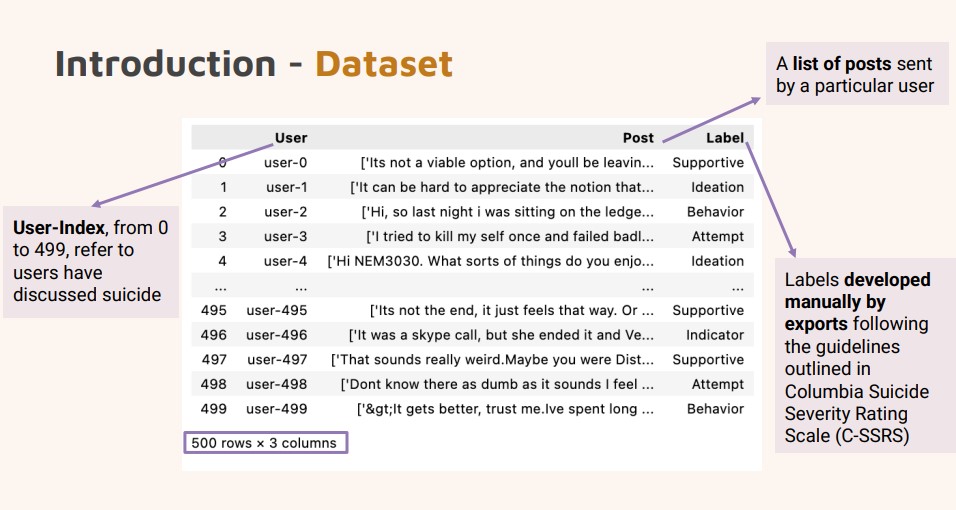 Introduction - Dataset
A list of posts sent
by a particular user
User Post Label
0 user-0 ['Its not a viable option, and youll be leavin... Supportive
1 user-1 ['It can be hard to appreciate the notion that... Ideation
2 user-2 ['Hi, so last night i was sitting on the ledge... Behavior
3 user-3 ['I tried to kill my self once and failed badl... Attempt
4 user-4 ['Hi NEM3030. What sorts of things do you enjo... Ideation
... ... ... ...
495 user-495 ['Its not the end, it just feels that way. Or ... Supportive
496 user-496 ['It was a skype call, but she ended it and Ve... Indicator
497 user-497 ['That sounds really weird.Maybe you were Dist... Supportive
498 user-498 ['Dont know there as dumb as it sounds I feel ... Attempt
499 user-499 ['&gt;It gets better, trust me.Ive spent long ... Behavior
500 rows × 3 columns
User-Index, from 0
to 499, refer to
users have
discussed suicide
Labels developed
manually by
exports following
the guidelines
outlined in
Columbia Suicide
Severity Rating
Scale (C-SSRS)